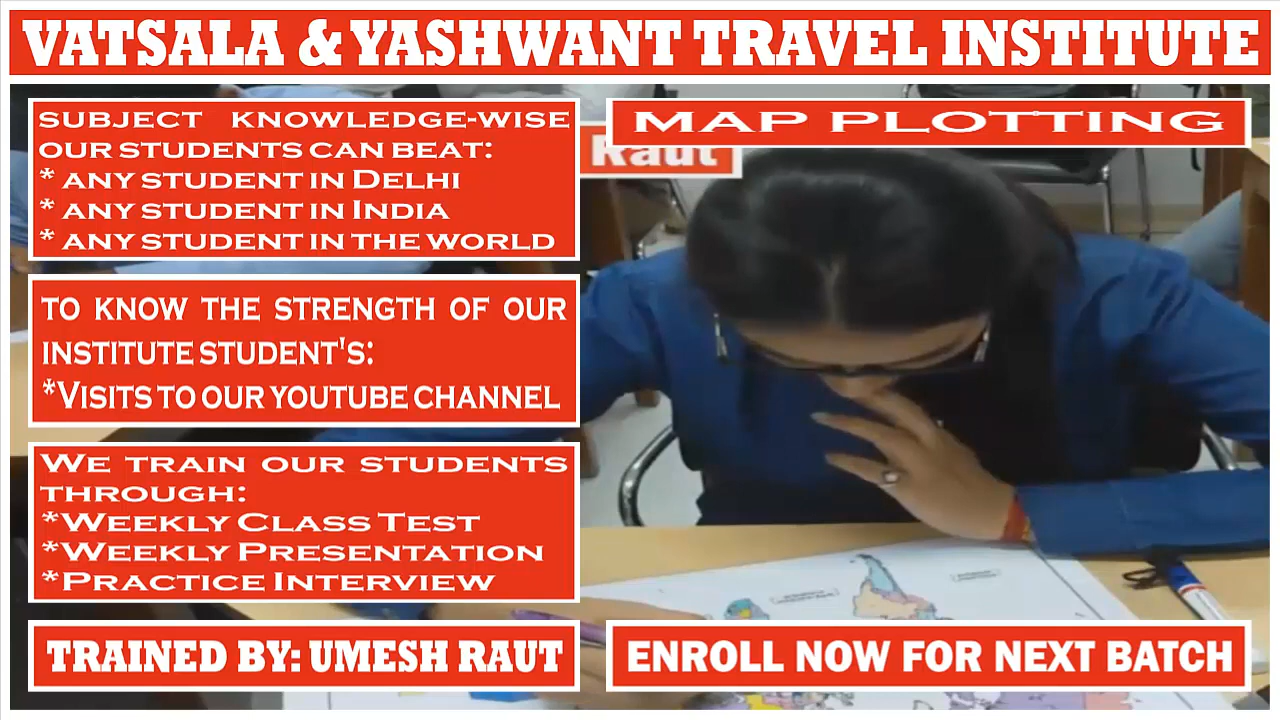 VATSALA & YASHWANT TRAVEL INSTITUTE
SUBJECT KNOWLEDGE-WISE
OUR STUDENTS CAN BEAT:
* ANY STUDENT IN DELHI
* ANY STUDENT IN INDIA
* ANY STUDENT IN THE WORLD
TO KNOW THE STRENGTH OF OUR
INSTITUTE STUDENT'S:
*VISITS TO OUR YOUTUBE CHANNEL
WE TRAIN OUR STUDENTS
THROUGH:
*WEEKLY CLASS TEST
*WEEKLY PRESENTATION
*PRACTICE INTERVIEW
TRAINED BY: UMESH RAUT
MAP PLOTTING
Raut
ENROLL NOW FOR NEXT BATCH